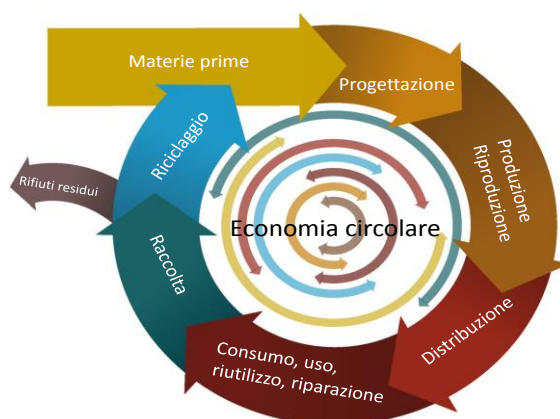 Materie prime
Progettazione
Produzione
Riproduzione
Distribuzione
Consumo, uso,
riutilizzo, riparazione
Raccolta
Rifiuti residui
Riciclaggio
Economia circolare